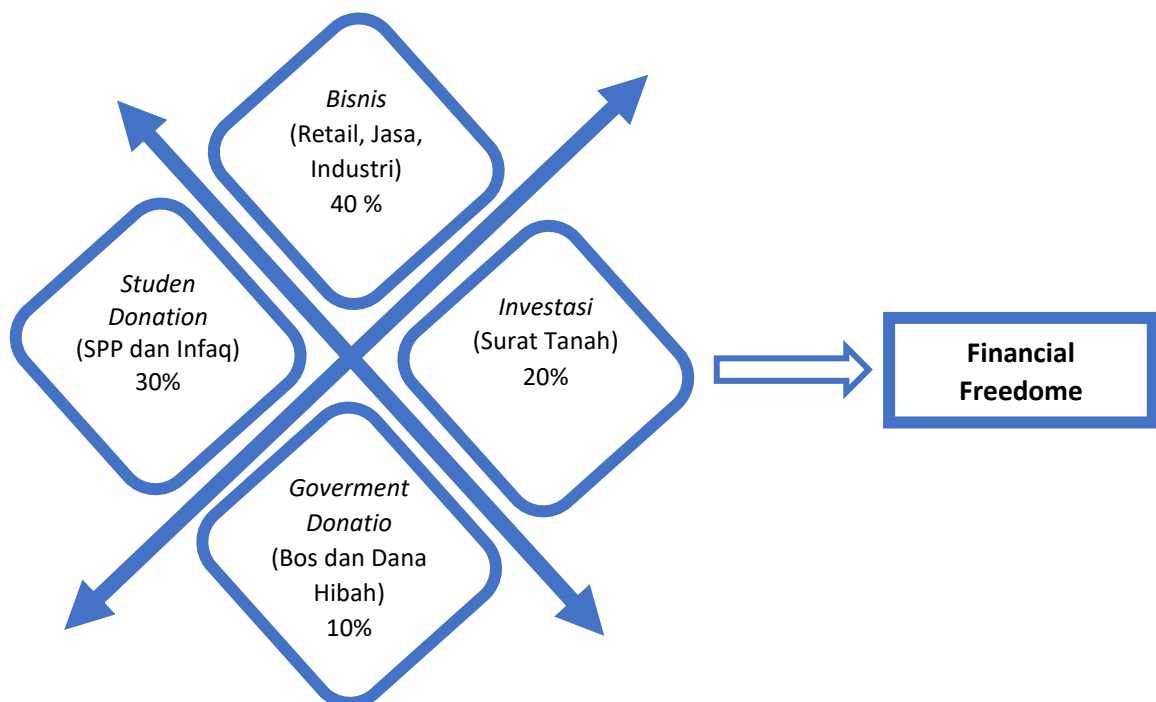 Bisnis
(Retail, Jasa,
Industri)
40 %
Studen
Donation
(SPP dan Infaq)
30%
Investasi
(Surat Tanah)
20%
Goverment
Donatio
(Bos dan Dana
Hibah)
10%
Financial
Freedome